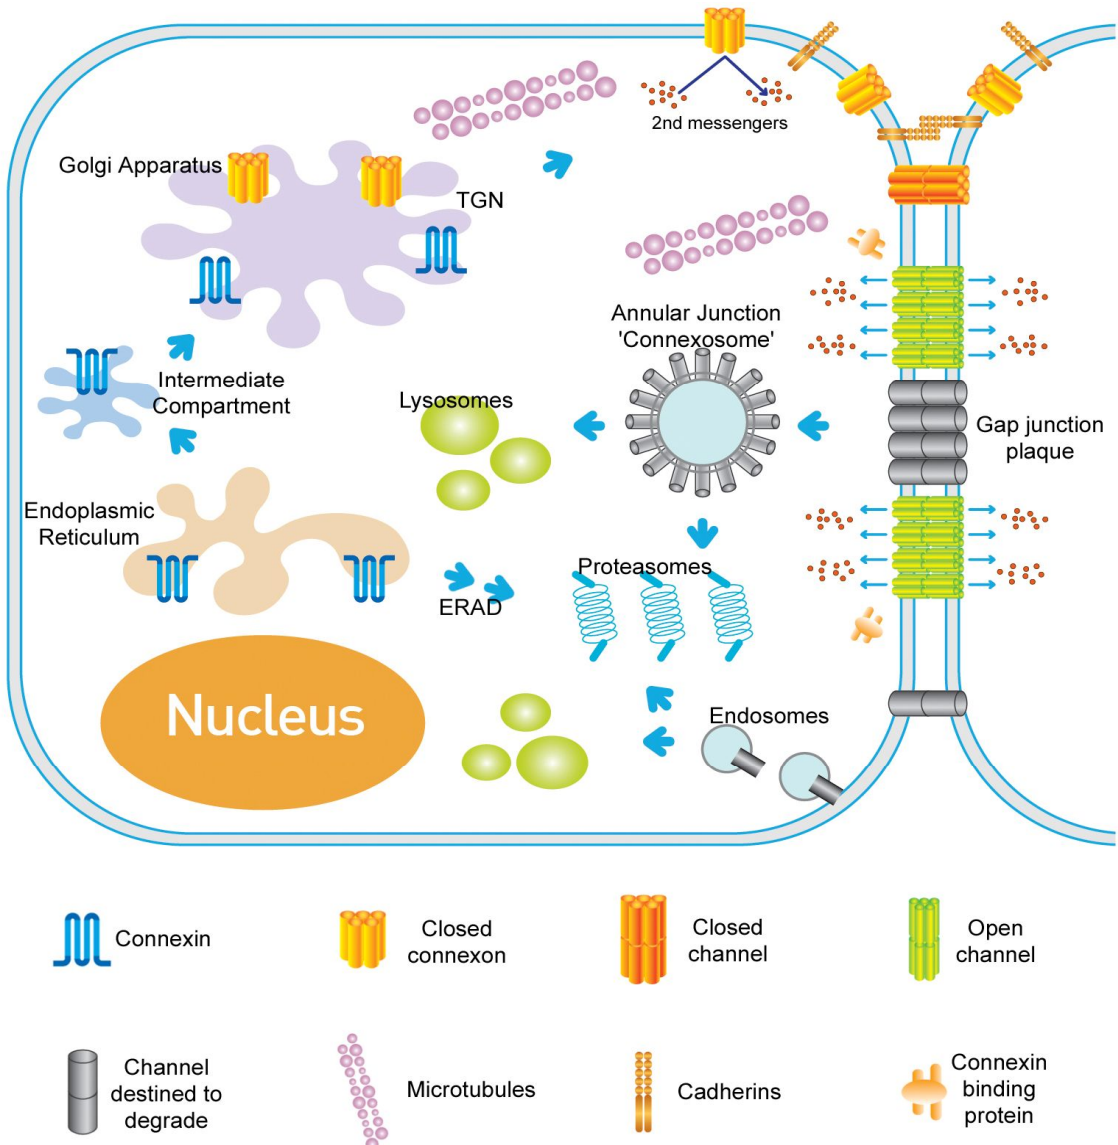 2nd messengers
Golgi Apparatus
TGN
Annular Junction
'Connexosome'
Intermediate
Compartment
Lysosomes
Gap junction
plaque
Endoplasmic
Reticulum
Proteasomes
ERAD
Nucleus
Endosomes
Connexin
Closed
connexon
Closed
channel
Open
channel
Channel
destined to
degrade
Microtubules
Cadherins
Connexin
binding
protein